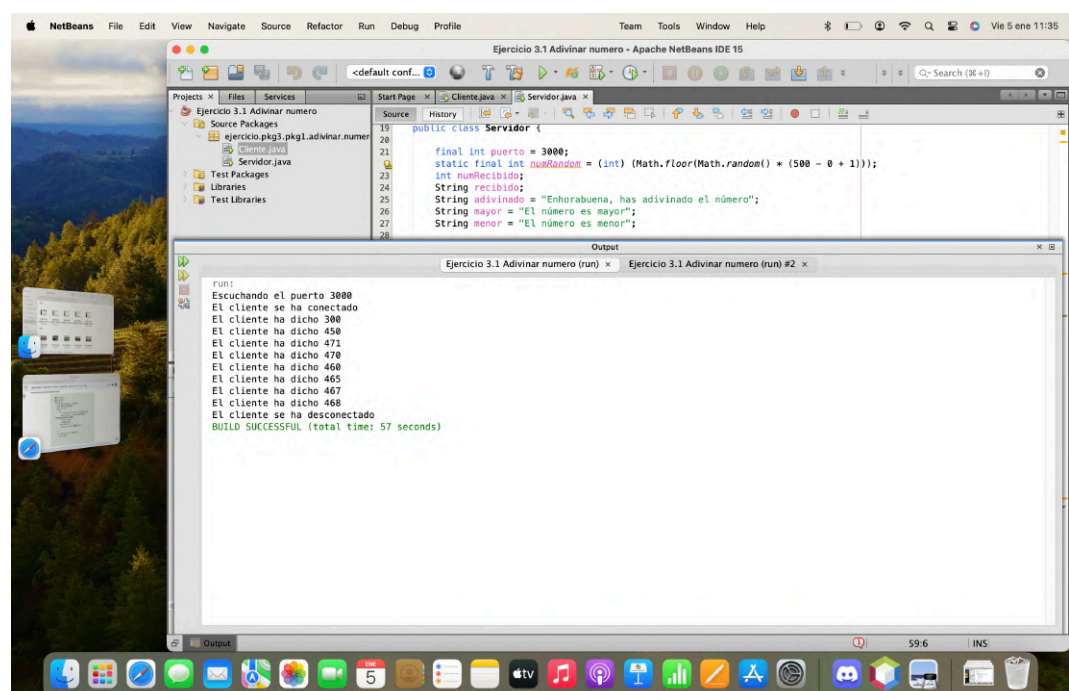 NetBeans File Edit View Navigate Source Refactor Run Debug Profile Team Tools Window Help Vie 5 ene 11:35
Ejercicio 3.1 Adivinar numero - Apache NetBeans IDE 15
<default conf... Search (⌘+I)
Projects Files Services
Start Page Cliente.java Servidor.java
Ejercicio 3.1 Adivinar numero
Source Packages
ejercicio.pkg3.pkg1.adivinar.numer
Cliente.java
Servidor.java
Test Packages
Libraries
Test Libraries
Source History
19 public class Servidor {
20
21 final int puerto = 3000;
static final int numRandom = (int) (Math.floor(Math.random() * (500 - 0 + 1)));
23 int numRecibido;
24 String recibido;
25 String adivinado = "Enhorabuena, has adivinado el número";
26 String mayor = "El número es mayor";
27 String menor = "El número es menor";
28
Output
Ejercicio 3.1 Adivinar numero (run) Ejercicio 3.1 Adivinar numero (run) #2
run:
Escuchando el puerto 3000
El cliente se ha conectado
El cliente ha dicho 300
El cliente ha dicho 450
El cliente ha dicho 471
El cliente ha dicho 470
El cliente ha dicho 460
El cliente ha dicho 465
El cliente ha dicho 467
El cliente ha dicho 468
El cliente se ha desconectado
BUILD SUCCESSFUL (total time: 57 seconds)
Output 59:6 INS
ENE
5
tv